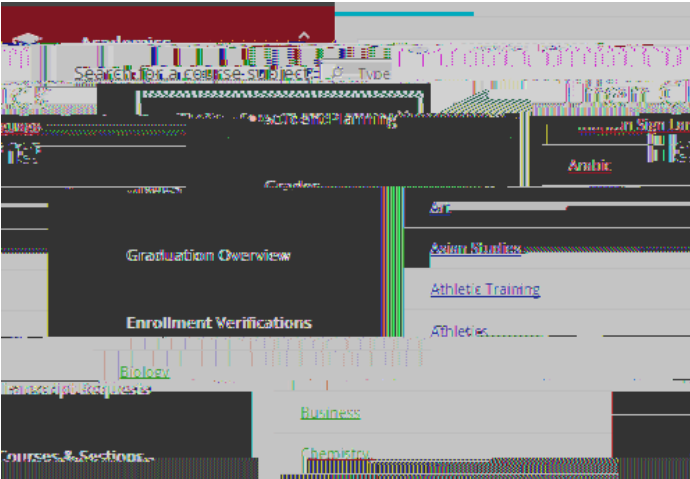 Academics
Search for a course subject: Type
Planning
Sign Lan
Arabic
Grades
Art
Graduation Overview
Asian Studies
Athletic Training
Enrollment Verifications
Athletics
Biology
Transcript Requests
Business
Courses & Sections
Chemistry